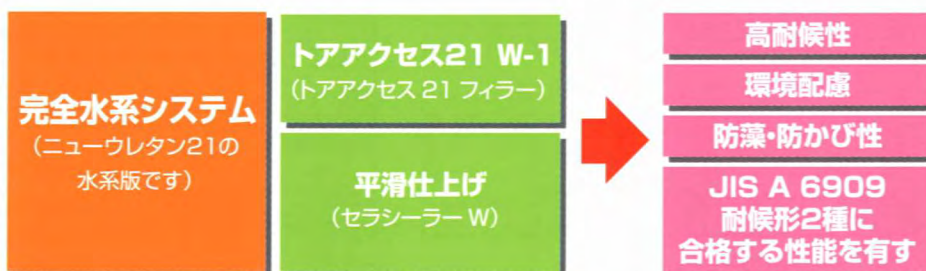 完全水系システム
（ニューウレタン21の
水系版です）
トアアクセス21 W-1
（トアアクセス 21 フィラー）
平滑仕上げ
（セラシーラー W）
高耐候性
環境配慮
防藻・防かび性
JIS A 6909
耐候形2種に
合格する性能を有す